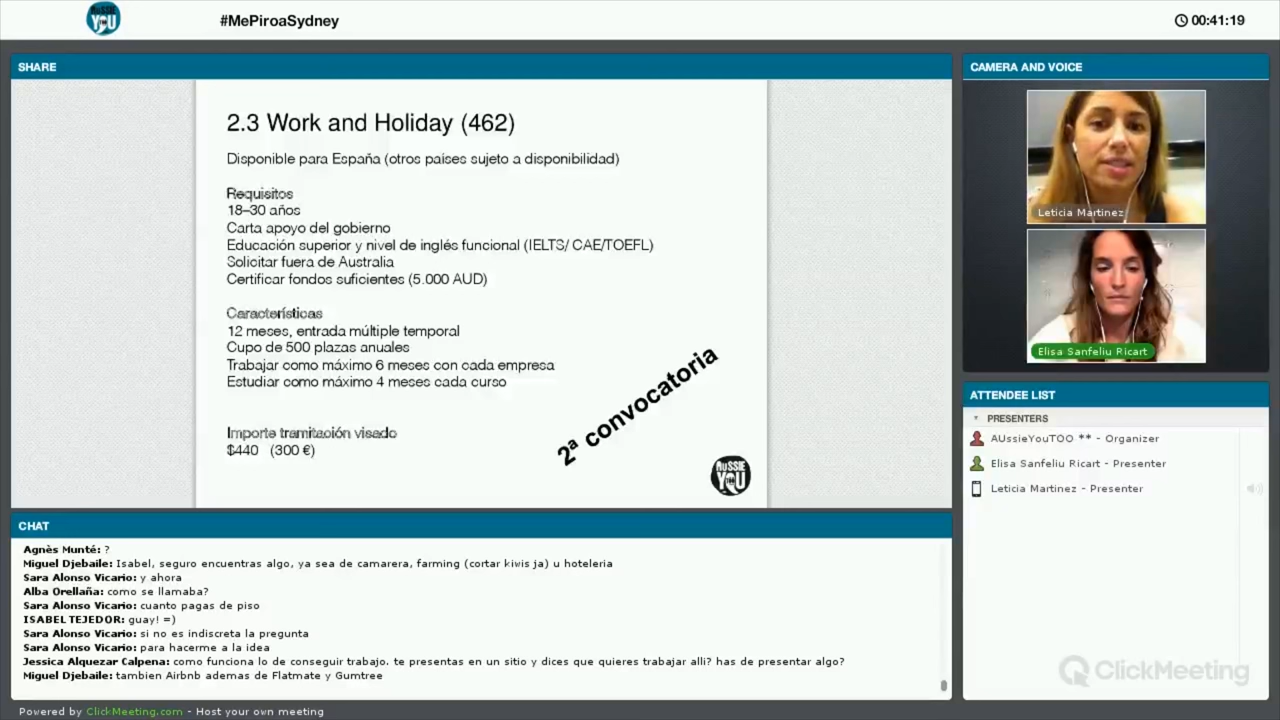 AUSSIE
YOU
TOO
#MePiroaSydney
00:41:19
SHARE
2.3 Work and Holiday (462)
Disponible para España (otros países sujeto a disponibilidad)
Requisitos
18–30 años
Carta apoyo del gobierno
Educación superior y nivel de inglés funcional (IELTS/ CAE/TOEFL)
Solicitar fuera de Australia
Certificar fondos suficientes (5.000 AUD)
Características
12 meses, entrada múltiple temporal
Cupo de 500 plazas anuales
Trabajar como máximo 6 meses con cada empresa
Estudiar como máximo 4 meses cada curso
Importe tramitación visado
$440 (300 €)
2ª convocatoria
AUSSIE
YOU
TOO
CAMERA AND VOICE
Leticia Martinez
Elisa Sanfeliu Ricart
ATTENDEE LIST
PRESENTERS
AUssieYouTOO ** - Organizer
Elisa Sanfeliu Ricart - Presenter
Leticia Martinez - Presenter
CHAT
Agnès Munté: ?
Miguel Djebaile: Isabel, seguro encuentras algo, ya sea de camarera, farming (cortar kiwis ja) u hoteleria
Sara Alonso Vicario: y ahora
Alba Orellaña: como se llamaba?
Sara Alonso Vicario: cuanto pagas de piso
ISABEL TEJEDOR: guay! =)
Sara Alonso Vicario: si no es indiscreta la pregunta
Sara Alonso Vicario: para hacerme a la idea
Jessica Alquezar Calpena: como funciona lo de conseguir trabajo. te presentas en un sitio y dices que quieres trabajar alli? has de presentar algo?
Miguel Djebaile: tambien Airbnb ademas de Flatmate y Gumtree
ClickMeeting
Powered by ClickMeeting.com - Host your own meeting